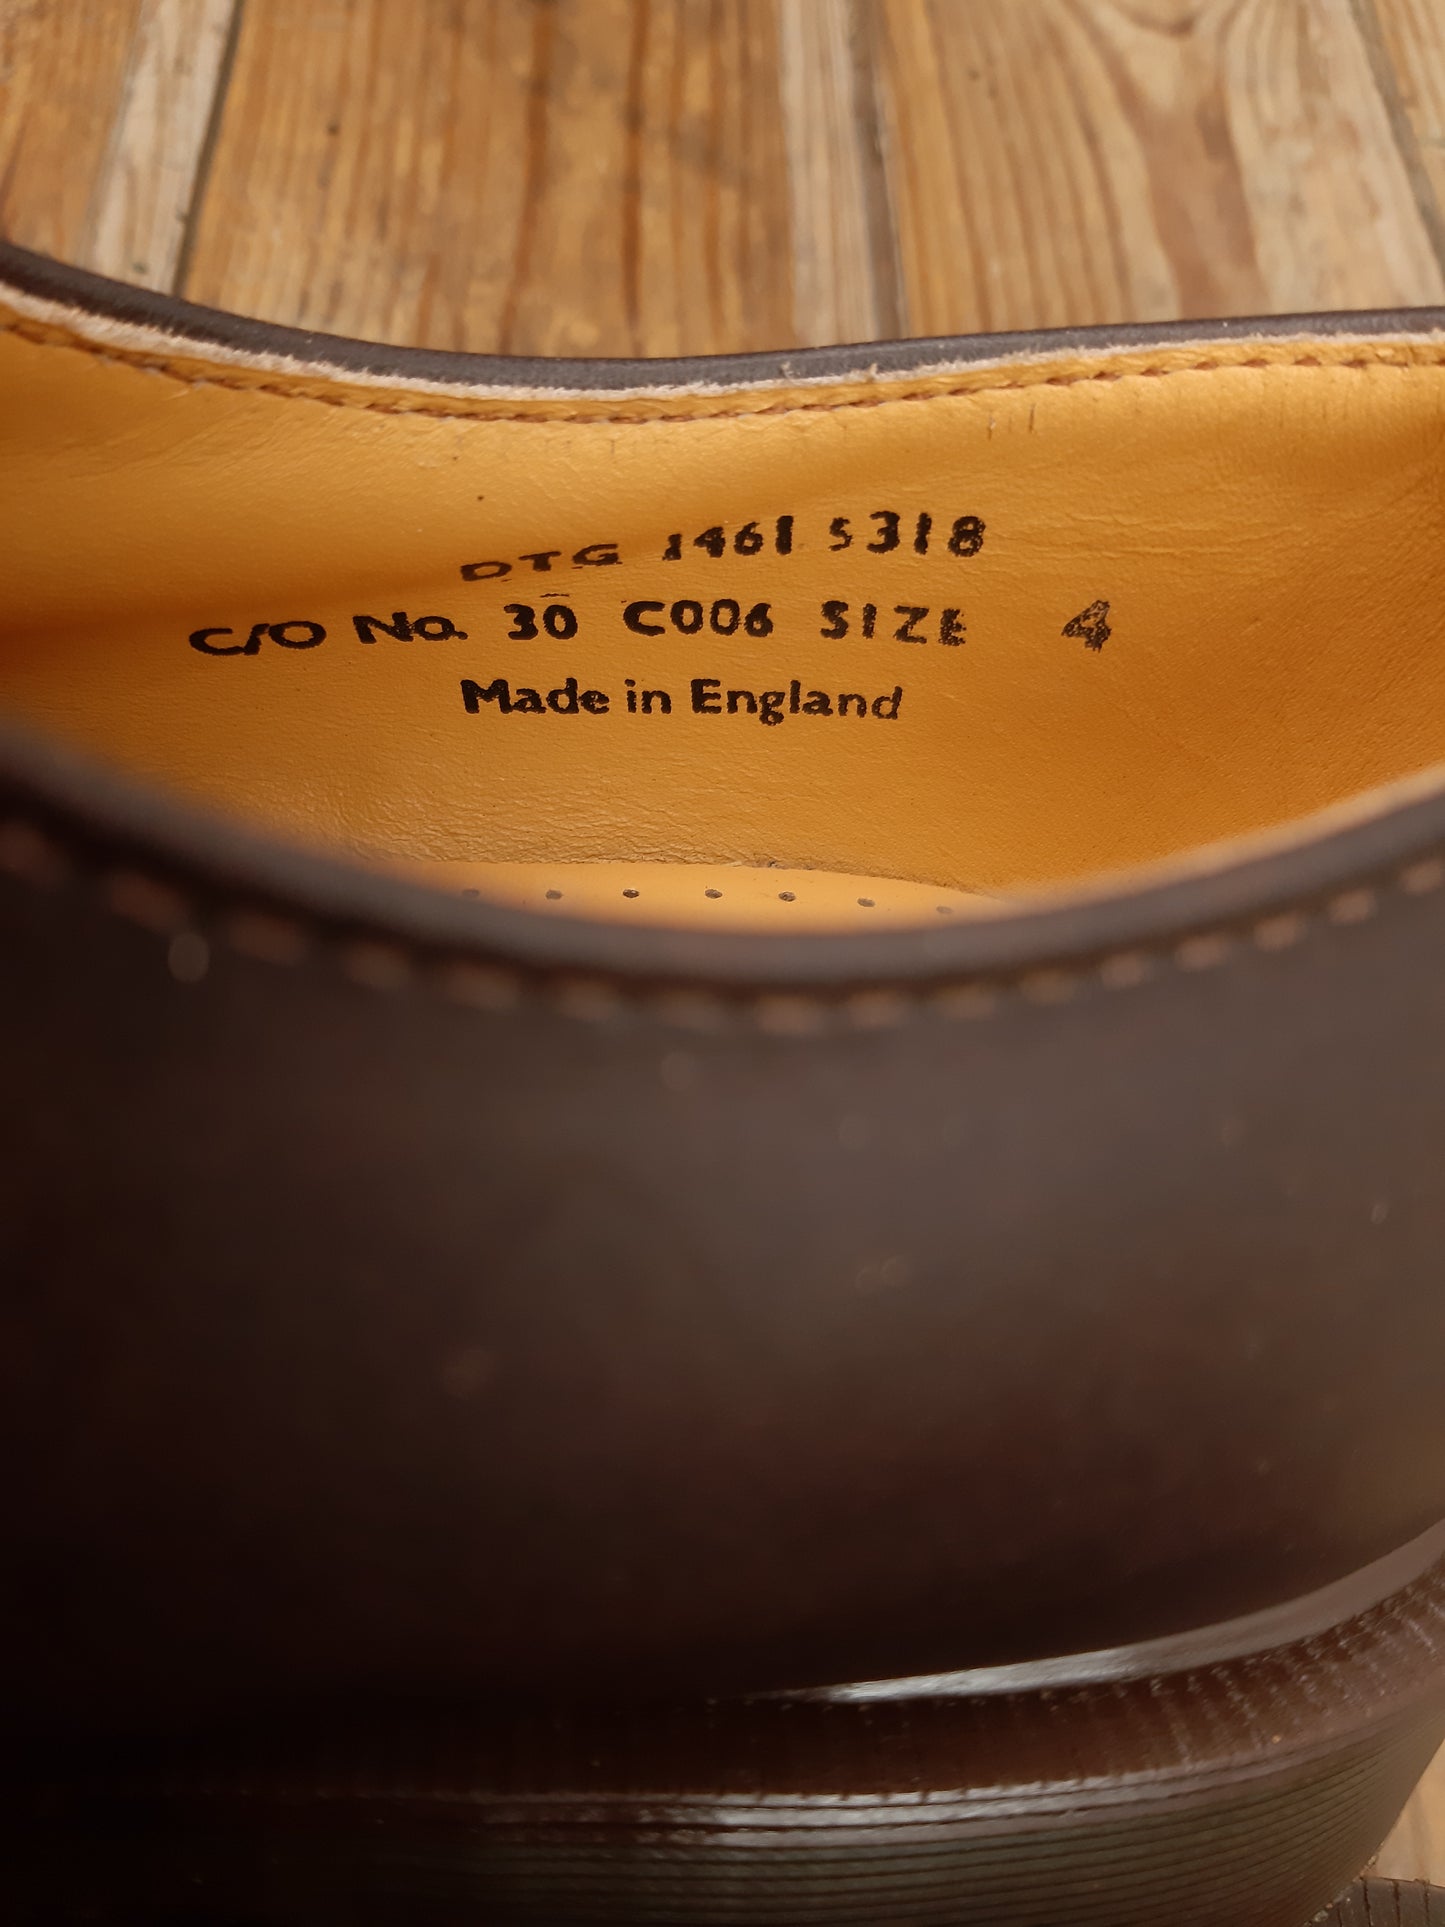 DTG 1461 5318
C/O No. 30 C006 SIZE 4
Made in England